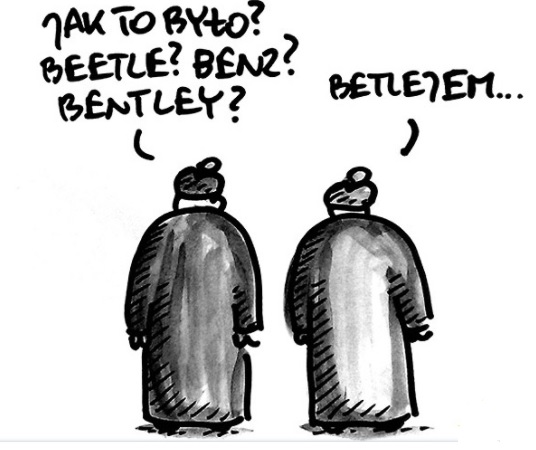 JAK TO BYŁO?
BEETLE? BENZ?
BENTLEY?
BETLEJEM...